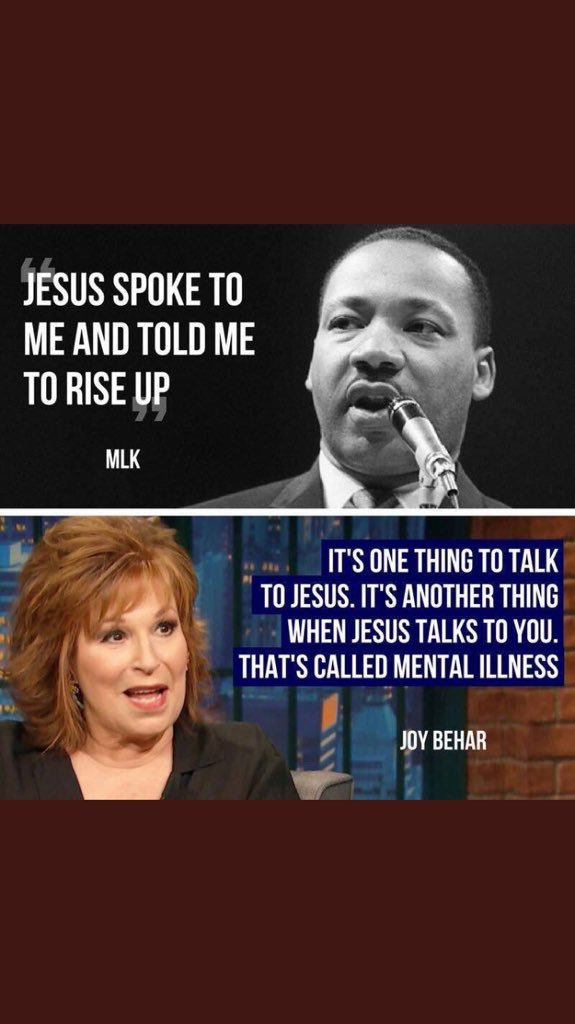 “
JESUS SPOKE TO
ME AND TOLD ME
TO RISE UP
”
MLK
IT'S ONE THING TO TALK
TO JESUS. IT'S ANOTHER THING
WHEN JESUS TALKS TO YOU.
THAT'S CALLED MENTAL ILLNESS
JOY BEHAR